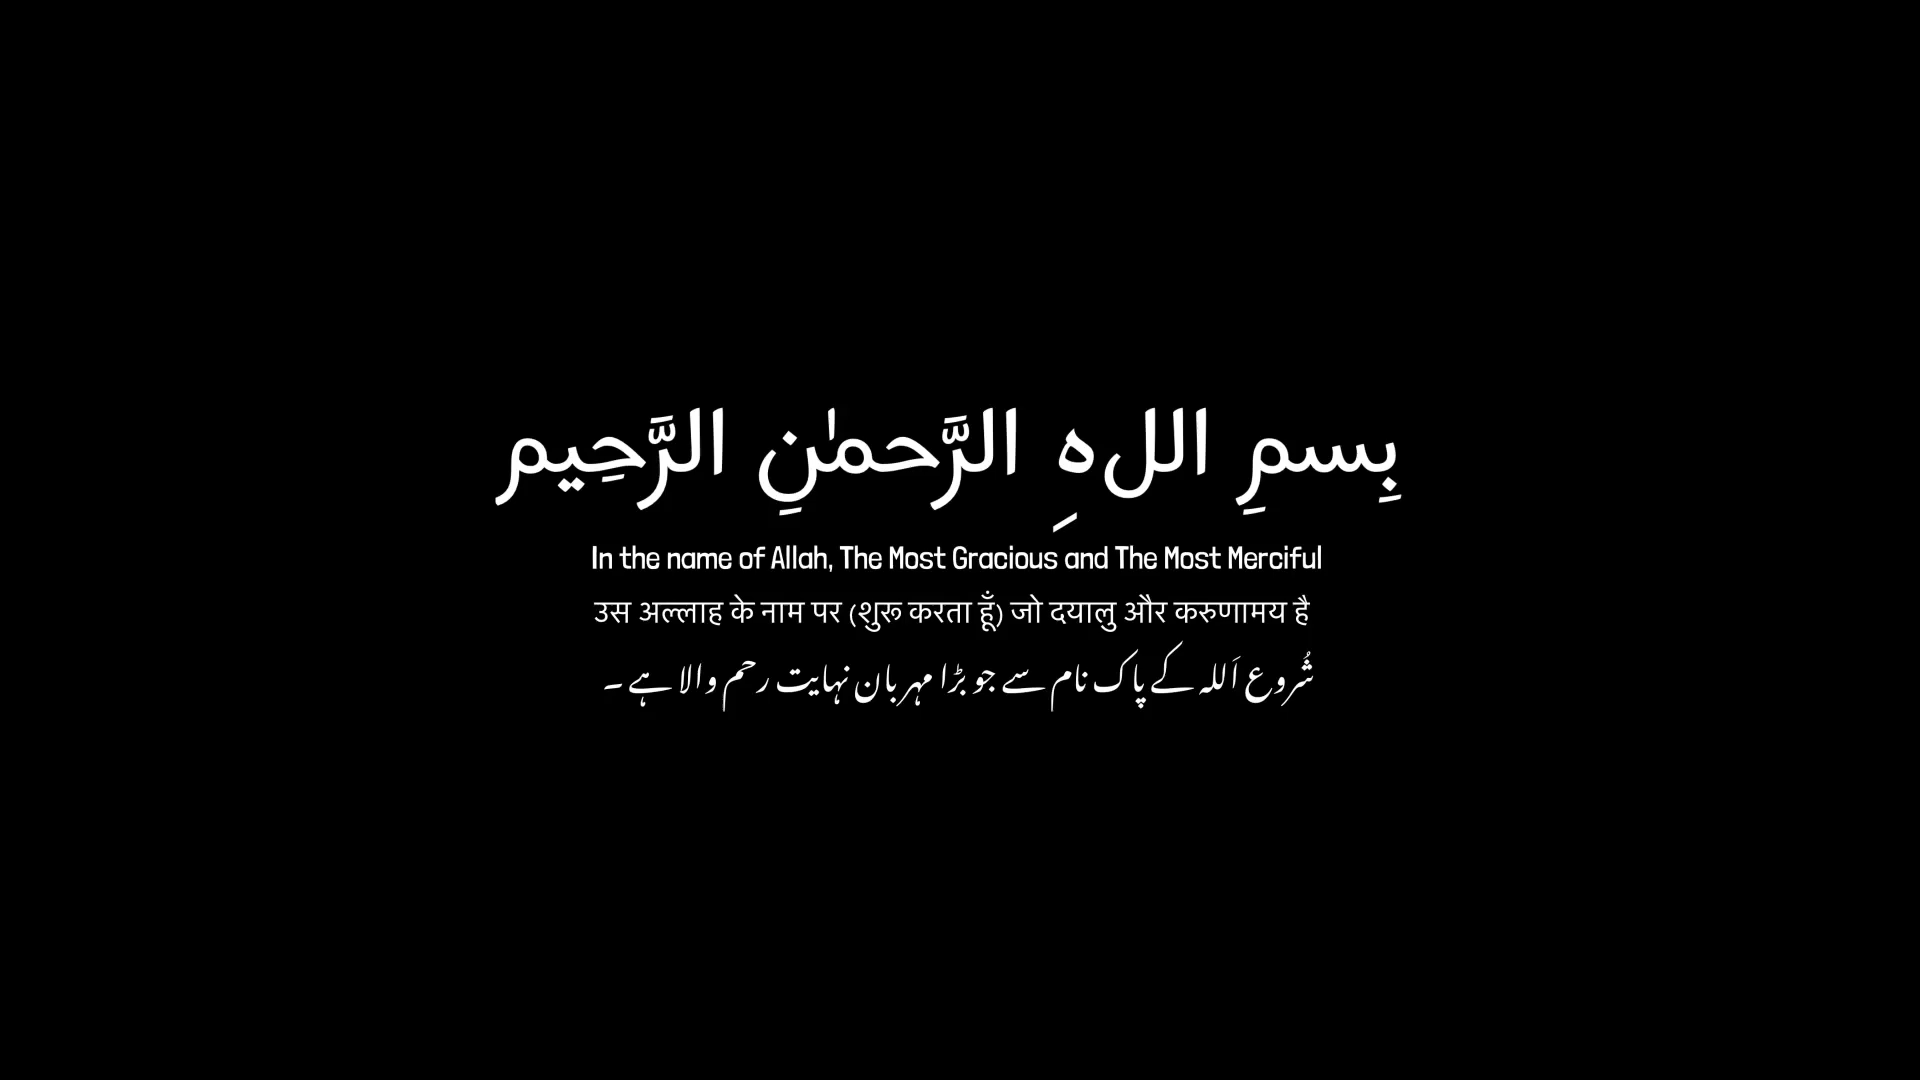 بِسمِ اللہِ الرَّحمٰنِ الرَّحِيم
In the name of Allah, The Most Gracious and The Most Merciful
उस अल्लाह के नाम पर (शुरू करता हूँ) जो दयालु और करुणामय है
شُروع اَللہ کے پاک نام سے جو بڑا مہربان نہایت رحم والا ہے ۔